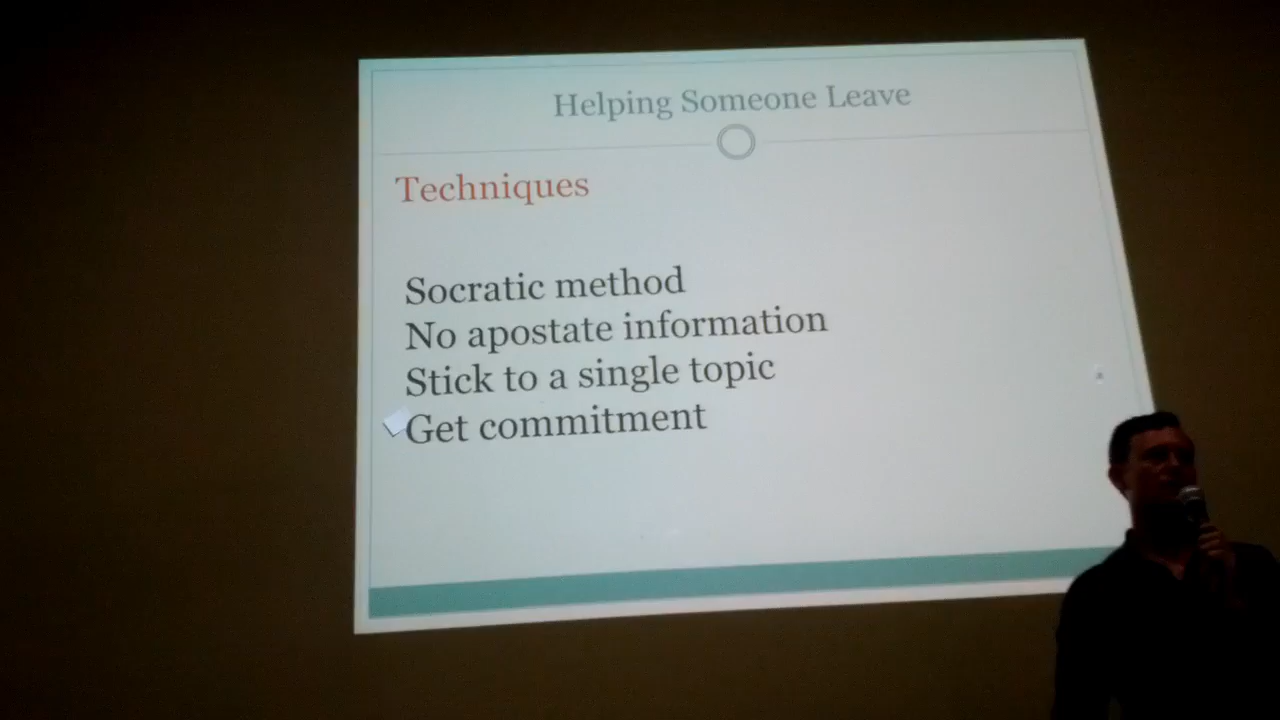 Helping Someone Leave
Techniques
Socratic method
No apostate information
Stick to a single topic
Get commitment